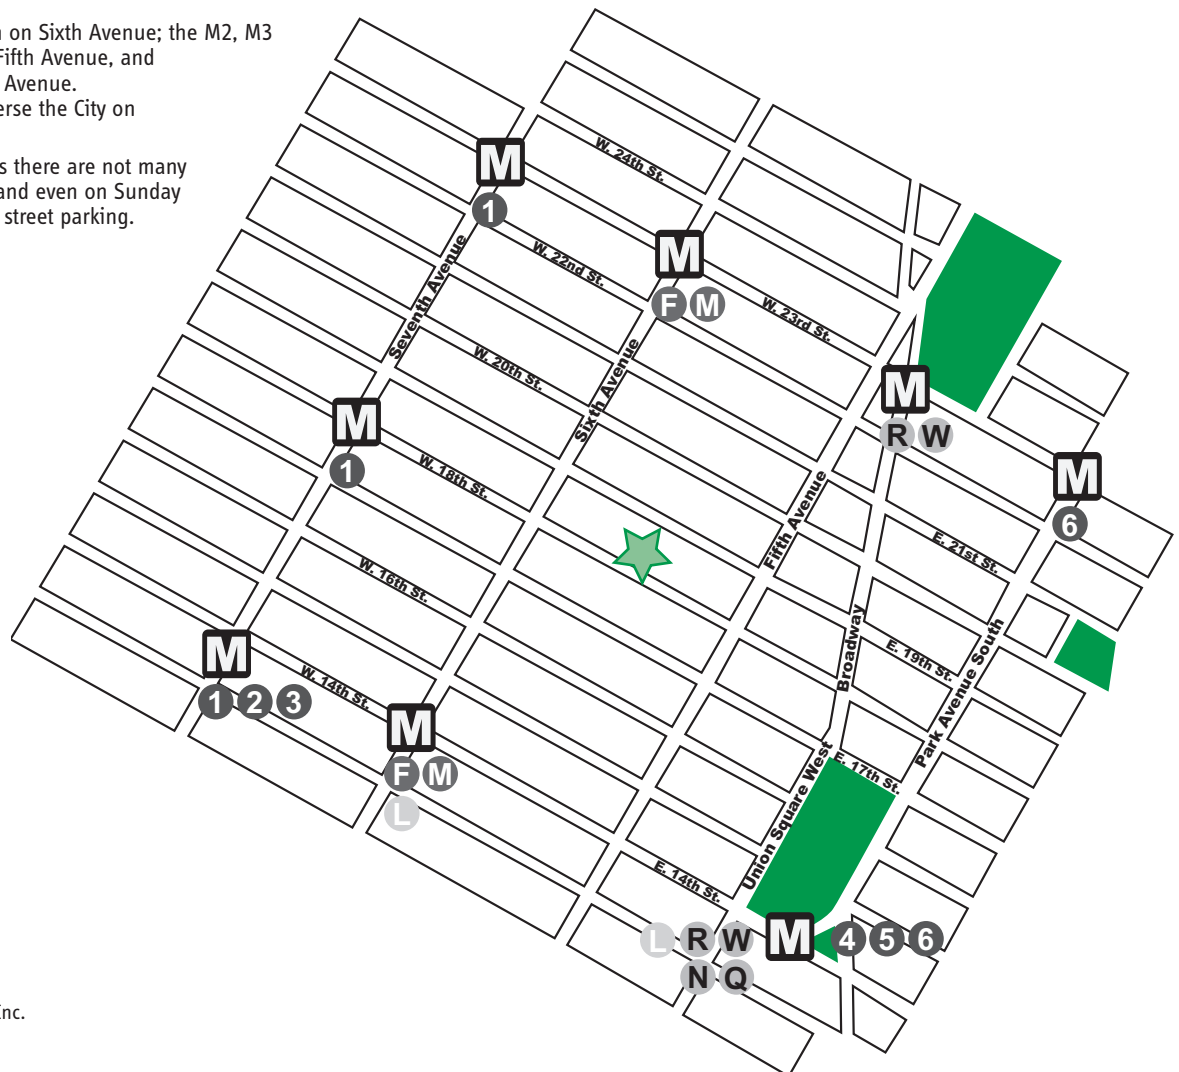 n on Sixth Avenue; the M2, M3
Fifth Avenue, and
Avenue.
erse the City on
s there are not many
and even on Sunday
street parking.
W. 24th St.
M
1
W. 22nd St.
Seventh Avenue
M
F M
W. 23rd St.
W. 20th St.
Sixth Avenue
M
R W
M
1
W. 18th St.
M
6
Fifth Avenue
E. 21st St.
W. 16th St.
Broadway
E. 19th St.
Park Avenue South
M
1 2 3
W. 14th St.
M
F M
L
E. 17th St.
Union Square West
E. 14th St.
M
L R W
N Q
4 5 6
nc.